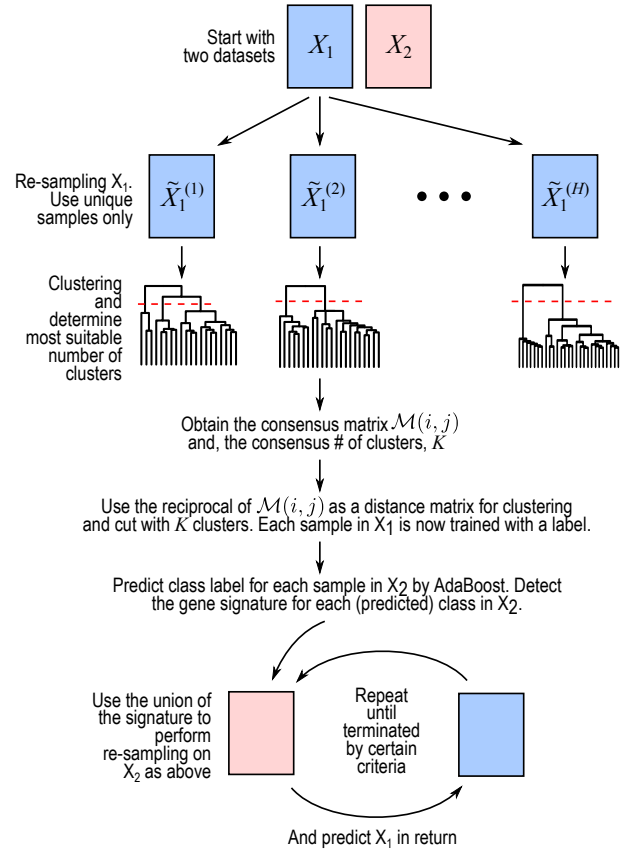 Start with
two datasets
X₁
X₂
Re-sampling X₁.
Use unique
samples only
X̃₁⁽¹⁾
X̃₁⁽²⁾
• • •
X̃₁⁽ᴴ⁾
Clustering
and
determine
most suitable
number of
clusters
Obtain the consensus matrix ℳ(i, j)
and, the consensus # of clusters, K
Use the reciprocal of ℳ(i, j) as a distance matrix for clustering
and cut with K clusters. Each sample in X₁ is now trained with a label.
Predict class label for each sample in X₂ by AdaBoost. Detect
the gene signature for each (predicted) class in X₂.
Use the union of
the signature to
perform
re-sampling on
X₂ as above
Repeat
until
terminated
by certain
criteria
And predict X₁ in return